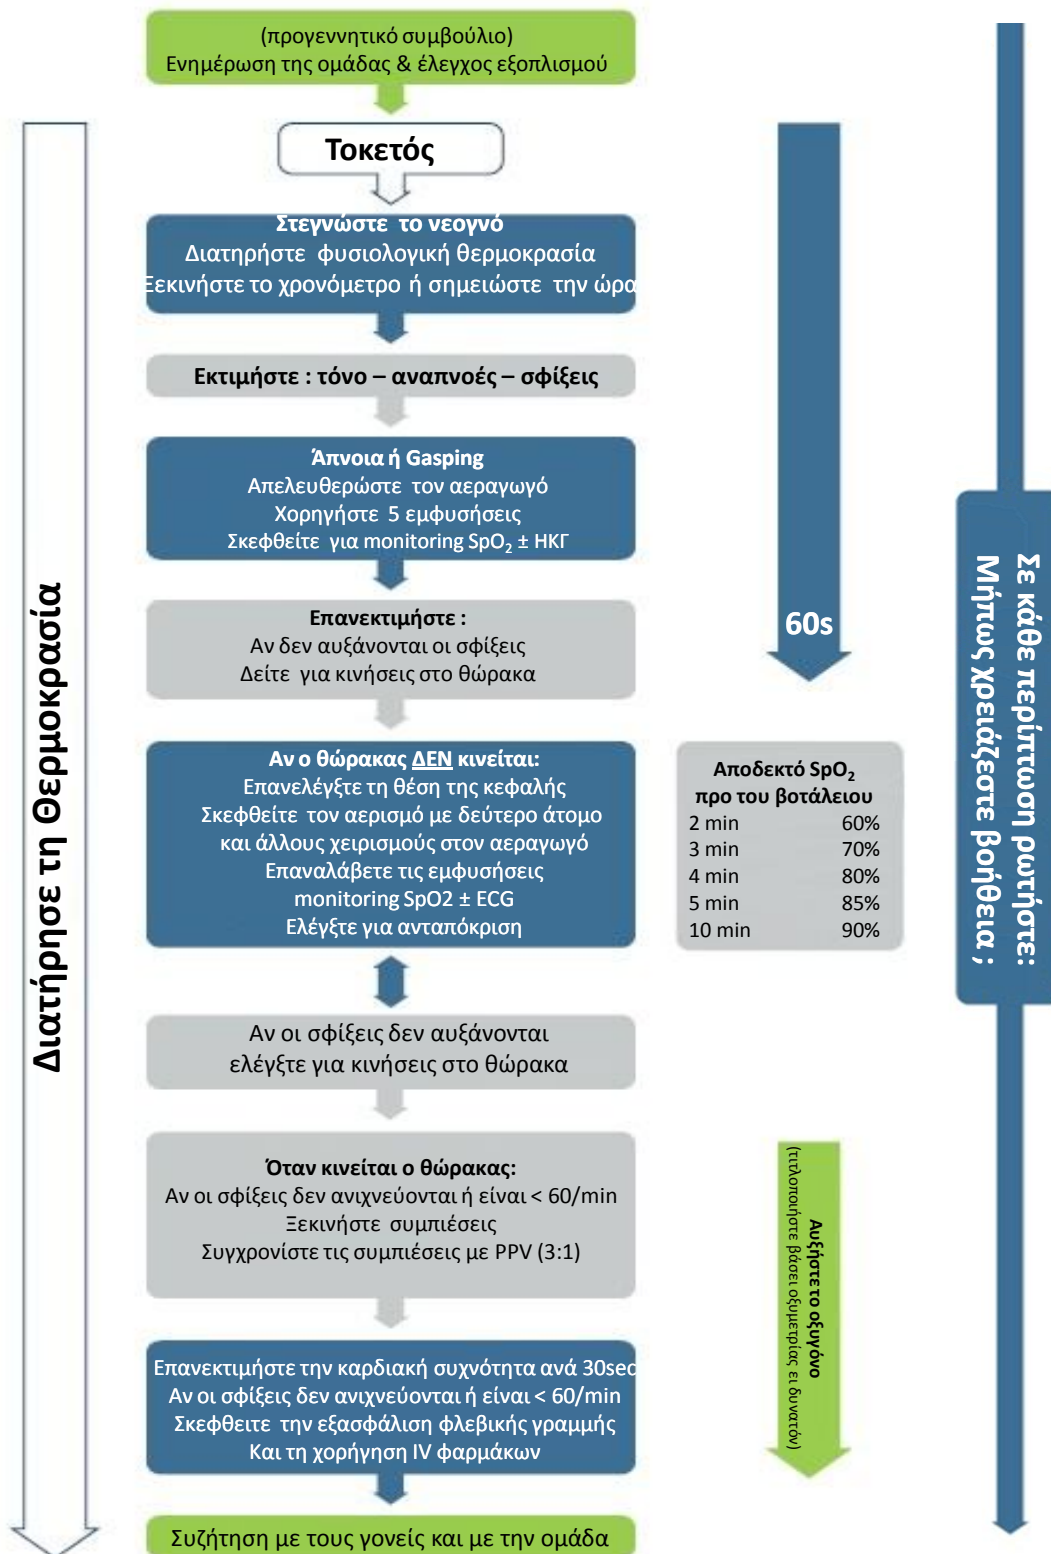 (προγεννητικό συμβούλιο)
Ενημέρωση της ομάδας & έλεγχος εξοπλισμού
Τοκετός
Στεγνώστε το νεογνό
Διατηρήστε φυσιολογική θερμοκρασία
Ξεκινήστε το χρονόμετρο ή σημειώστε την ώρα
Εκτιμήστε : τόνο – αναπνοές – σφίξεις
Άπνοια ή Gasping
Απελευθερώστε τον αεραγωγό
Χορηγήστε 5 εμφυσήσεις
Σκεφθείτε για monitoring SpO₂ ± ΗΚΓ
Επανεκτιμήστε :
Αν δεν αυξάνονται οι σφίξεις
Δείτε για κινήσεις στο θώρακα
60s
Αν ο θώρακας ΔΕΝ κινείται:
Επανελέγξτε τη θέση της κεφαλής
Σκεφθείτε τον αερισμό με δεύτερο άτομο
και άλλους χειρισμούς στον αεραγωγό
Επαναλάβετε τις εμφυσήσεις
monitoring SpO2 ± ECG
Ελέγξτε για ανταπόκριση
Αποδεκτό SpO₂
προ του βοτάλειου
2 min 60%
3 min 70%
4 min 80%
5 min 85%
10 min 90%
Αν οι σφίξεις δεν αυξάνονται
ελέγξτε για κινήσεις στο θώρακα
Όταν κινείται ο θώρακας:
Αν οι σφίξεις δεν ανιχνεύονται ή είναι < 60/min
Ξεκινήστε συμπιέσεις
Συγχρονίστε τις συμπιέσεις με PPV (3:1)
Επανεκτιμήστε την καρδιακή συχνότητα ανά 30sec
Αν οι σφίξεις δεν ανιχνεύονται ή είναι < 60/min
Σκεφθειτε την εξασφάλιση φλεβικής γραμμής
Και τη χορήγηση IV φαρμάκων
Συζήτηση με τους γονείς και με την ομάδα
Διατήρησε τη Θερμοκρασία
Αυξήστε το οξυγόνο
(τιτλοποιήστε βάσει οξυμετρίας ει δυνατόν)
Σε κάθε περίπτωση ρωτήστε:
Μήπως χρειάζεστε βοήθεια ;